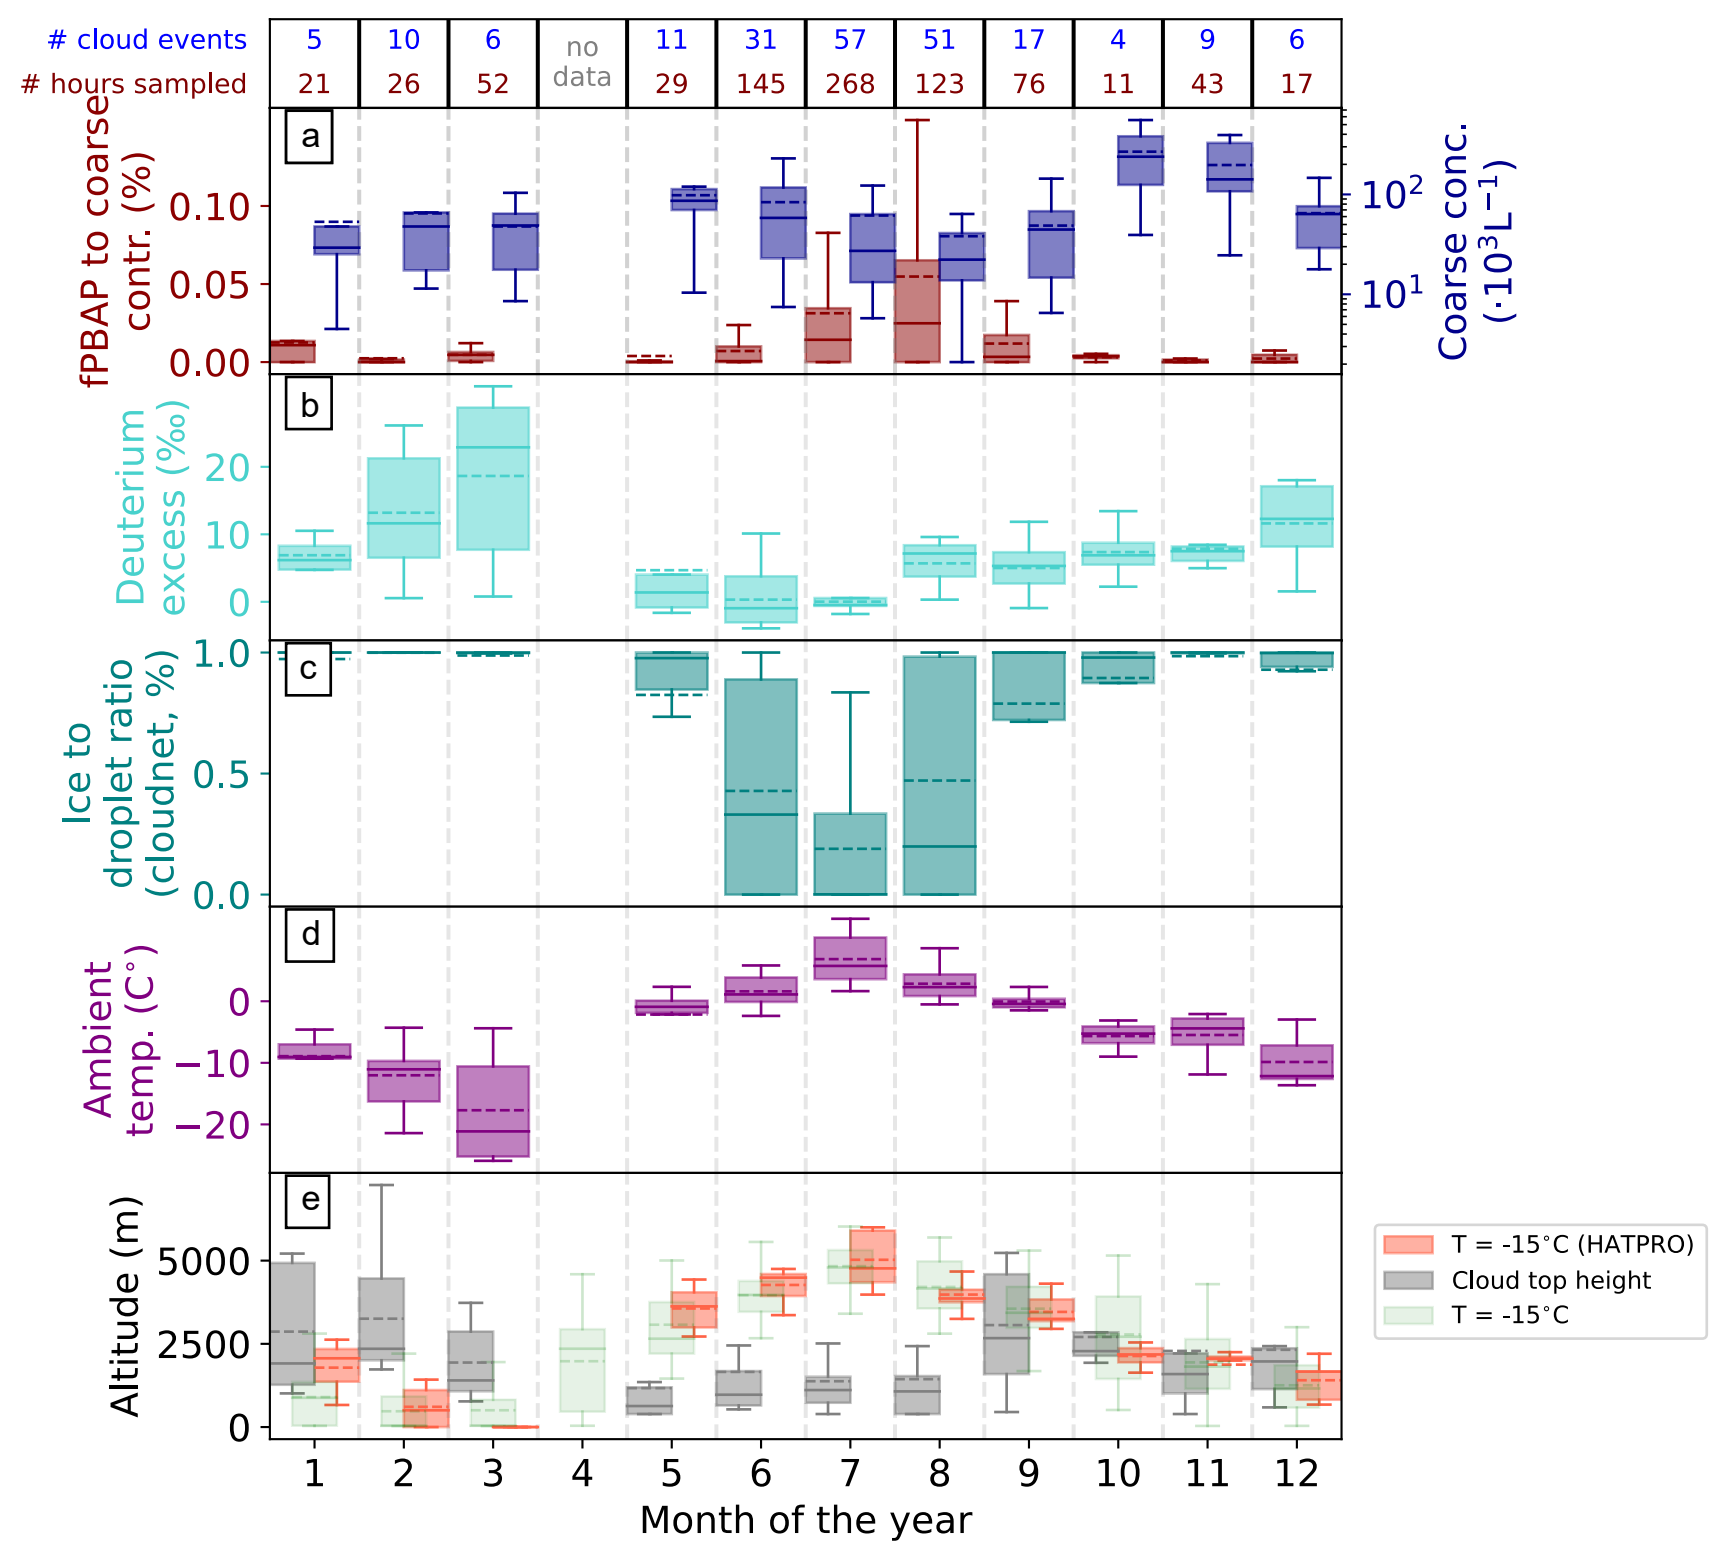 # cloud events 5 10 6 no 11 31 57 51 17 4 9 6
# hours sampled 21 26 52 data 29 145 268 123 76 11 43 17
a
fPBAP to coarse
contr. (%)
0.10
0.05
0.00
10²
10¹
Coarse conc.
(·10³L⁻¹)
b
Deuterium
excess (‰)
20
10
0
c
Ice to
droplet ratio
(cloudnet, %)
1.0
0.5
0.0
d
Ambient
temp. (C°)
0
−10
−20
e
Altitude (m)
5000
2500
0
T = -15°C (HATPRO)
Cloud top height
T = -15°C
1 2 3 4 5 6 7 8 9 10 11 12
Month of the year